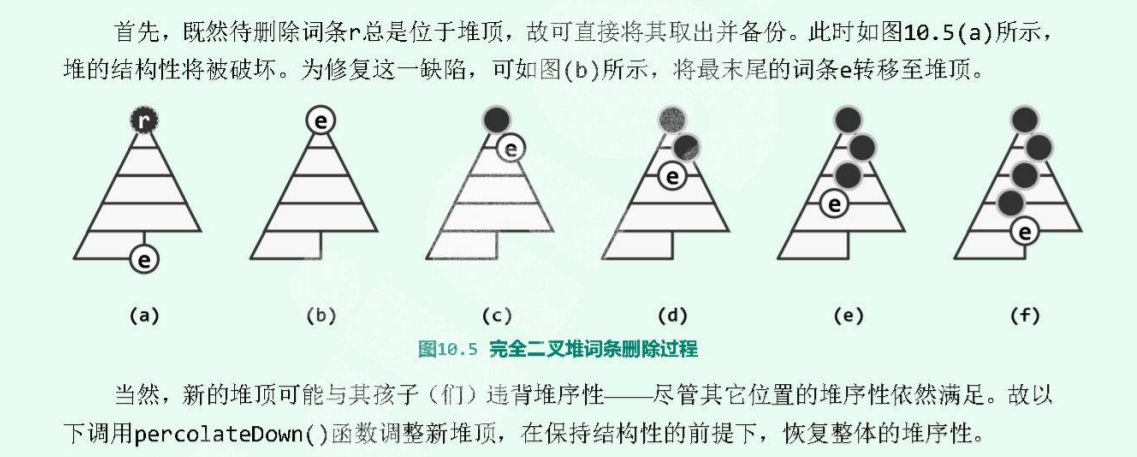 首先，既然待删除词条r总是位于堆顶，故可直接将其取出并备份。此时如图10.5(a)所示，
堆的结构性将被破坏。为修复这一缺陷，可如图(b)所示，将最末尾的词条e转移至堆顶。
r e e e e e
e
(a) (b) (c) (d) (e) (f)
图10.5 完全二叉堆词条删除过程
当然，新的堆顶可能与其孩子（们）违背堆序性——尽管其它位置的堆序性依然满足。故以
下调用percolateDown()函数调整新堆顶，在保持结构性的前提下，恢复整体的堆序性。